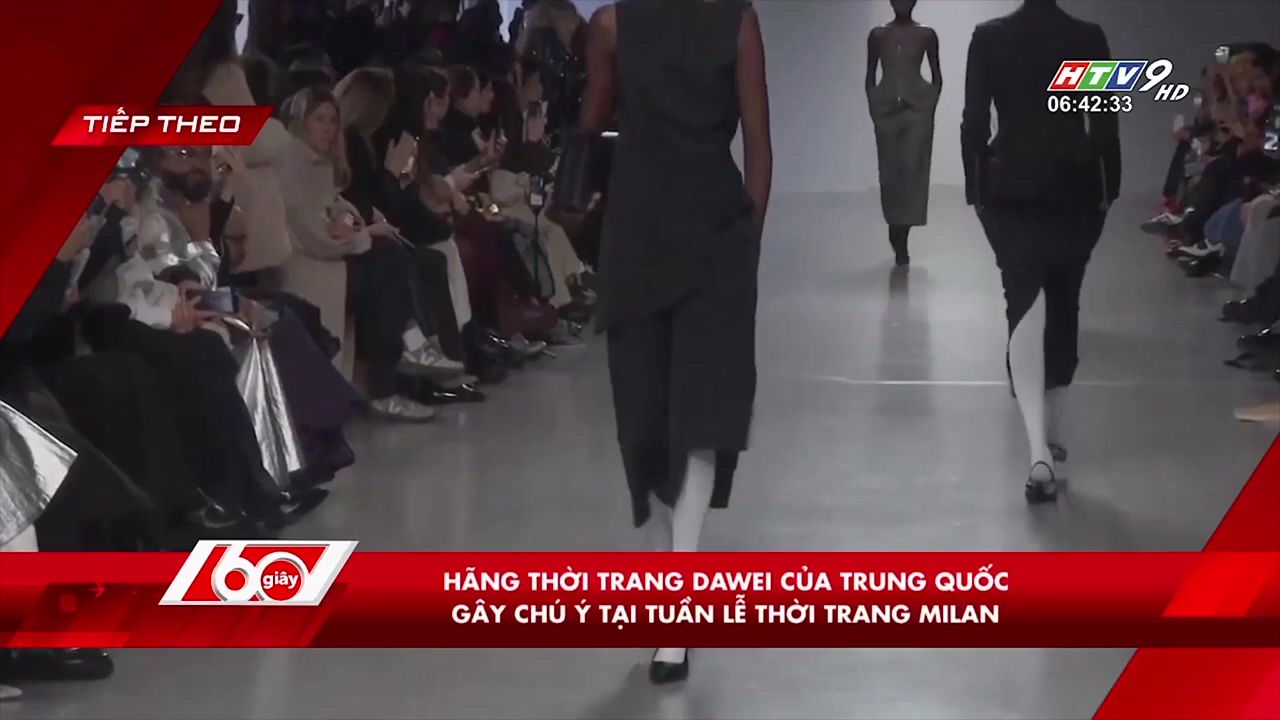 TIẾP THEO
HTV9 HD
06:42:33
60 giây
HÃNG THỜI TRANG DAWEI CỦA TRUNG QUỐC
GÂY CHÚ Ý TẠI TUẦN LỄ THỜI TRANG MILAN